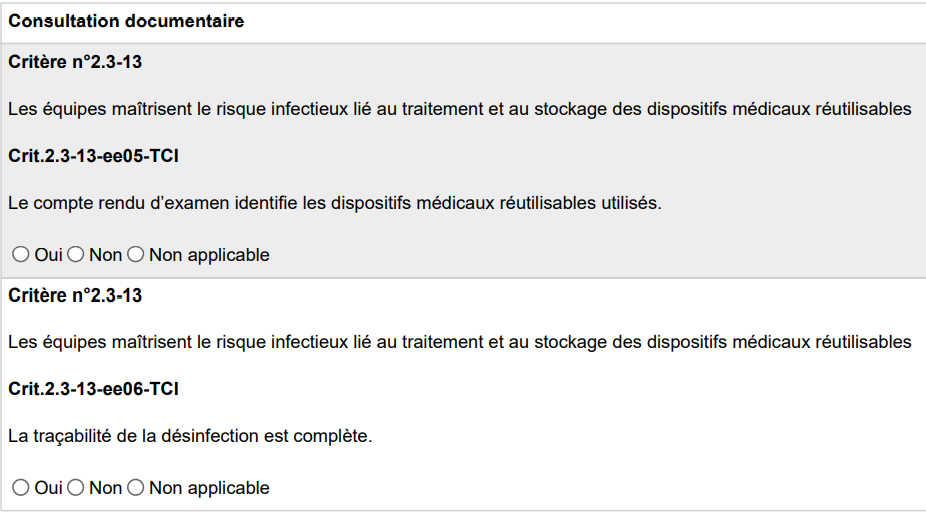 Consultation documentaire
Critère n°2.3-13
Les équipes maîtrisent le risque infectieux lié au traitement et au stockage des dispositifs médicaux réutilisables
Crit.2.3-13-ee05-TCI
Le compte rendu d’examen identifie les dispositifs médicaux réutilisables utilisés.
Oui Non Non applicable
Critère n°2.3-13
Les équipes maîtrisent le risque infectieux lié au traitement et au stockage des dispositifs médicaux réutilisables
Crit.2.3-13-ee06-TCI
La traçabilité de la désinfection est complète.
Oui Non Non applicable